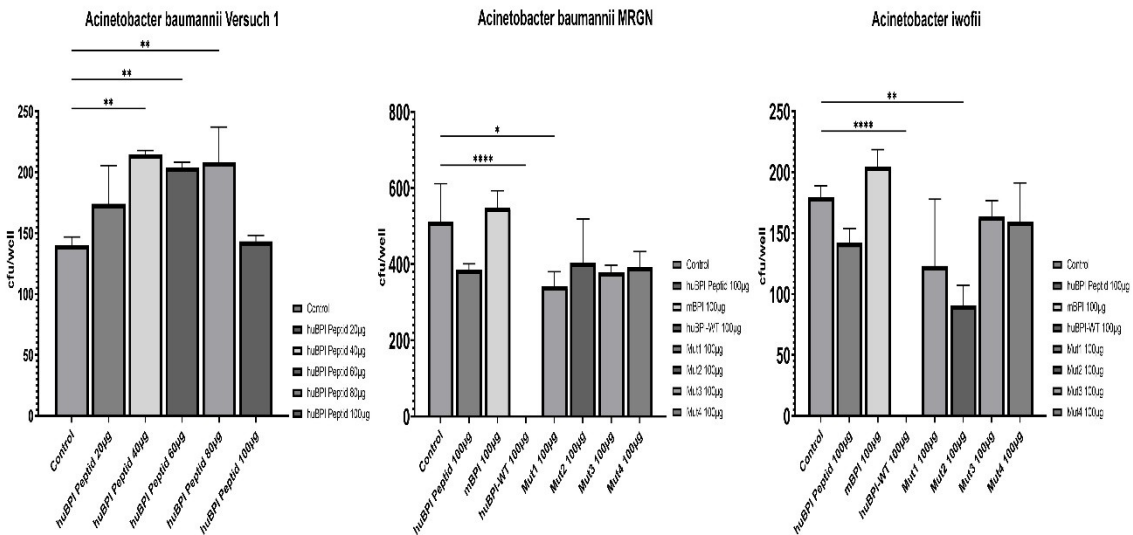 Acinetobacter baumannii Versuch 1
**
**
**
250
200
150
100
50
0
cfu/well
Control
huBPI Peptid 20µg
huBPI Peptid 40µg
huBPI Peptid 60µg
huBPI Peptid 80µg
huBPI Peptid 100µg
Control
huBPI Peptid 20µg
huBPI Peptid 40µg
huBPI Peptid 60µg
huBPI Peptid 80µg
huBPI Peptid 100ug
Acinetobacter baumannii MRGN
*
****
800
600
400
200
0
cfu/well
Control
huBPI Peptid 100µg
mBPI 100µg
huBPI-WT 100µg
Mut1 100µg
Mut2 100µg
Mut3 100µg
Mut4 100µg
Control
huBPI Peptid 100µg
mBPI 100µg
huBPI-WT 100µg
Mut1 100µg
Mut2 100µg
Mut3 100µg
Mut4 100µg
Acinetobacter iwofii
**
****
250
200
150
100
50
0
cfu/well
Control
huBPI Peptid 100µg
mBPI 100µg
huBPI-WT 100µg
Mut1 100µg
Mut2 100µg
Mut3 100µg
Mut4 100µg
Control
huBPI Peptid 100µg
mBPI 100µg
huBPI-WT 100µg
Mut1 100ug
Mut2 100ug
Mut3 100ug
Mut4 100ug